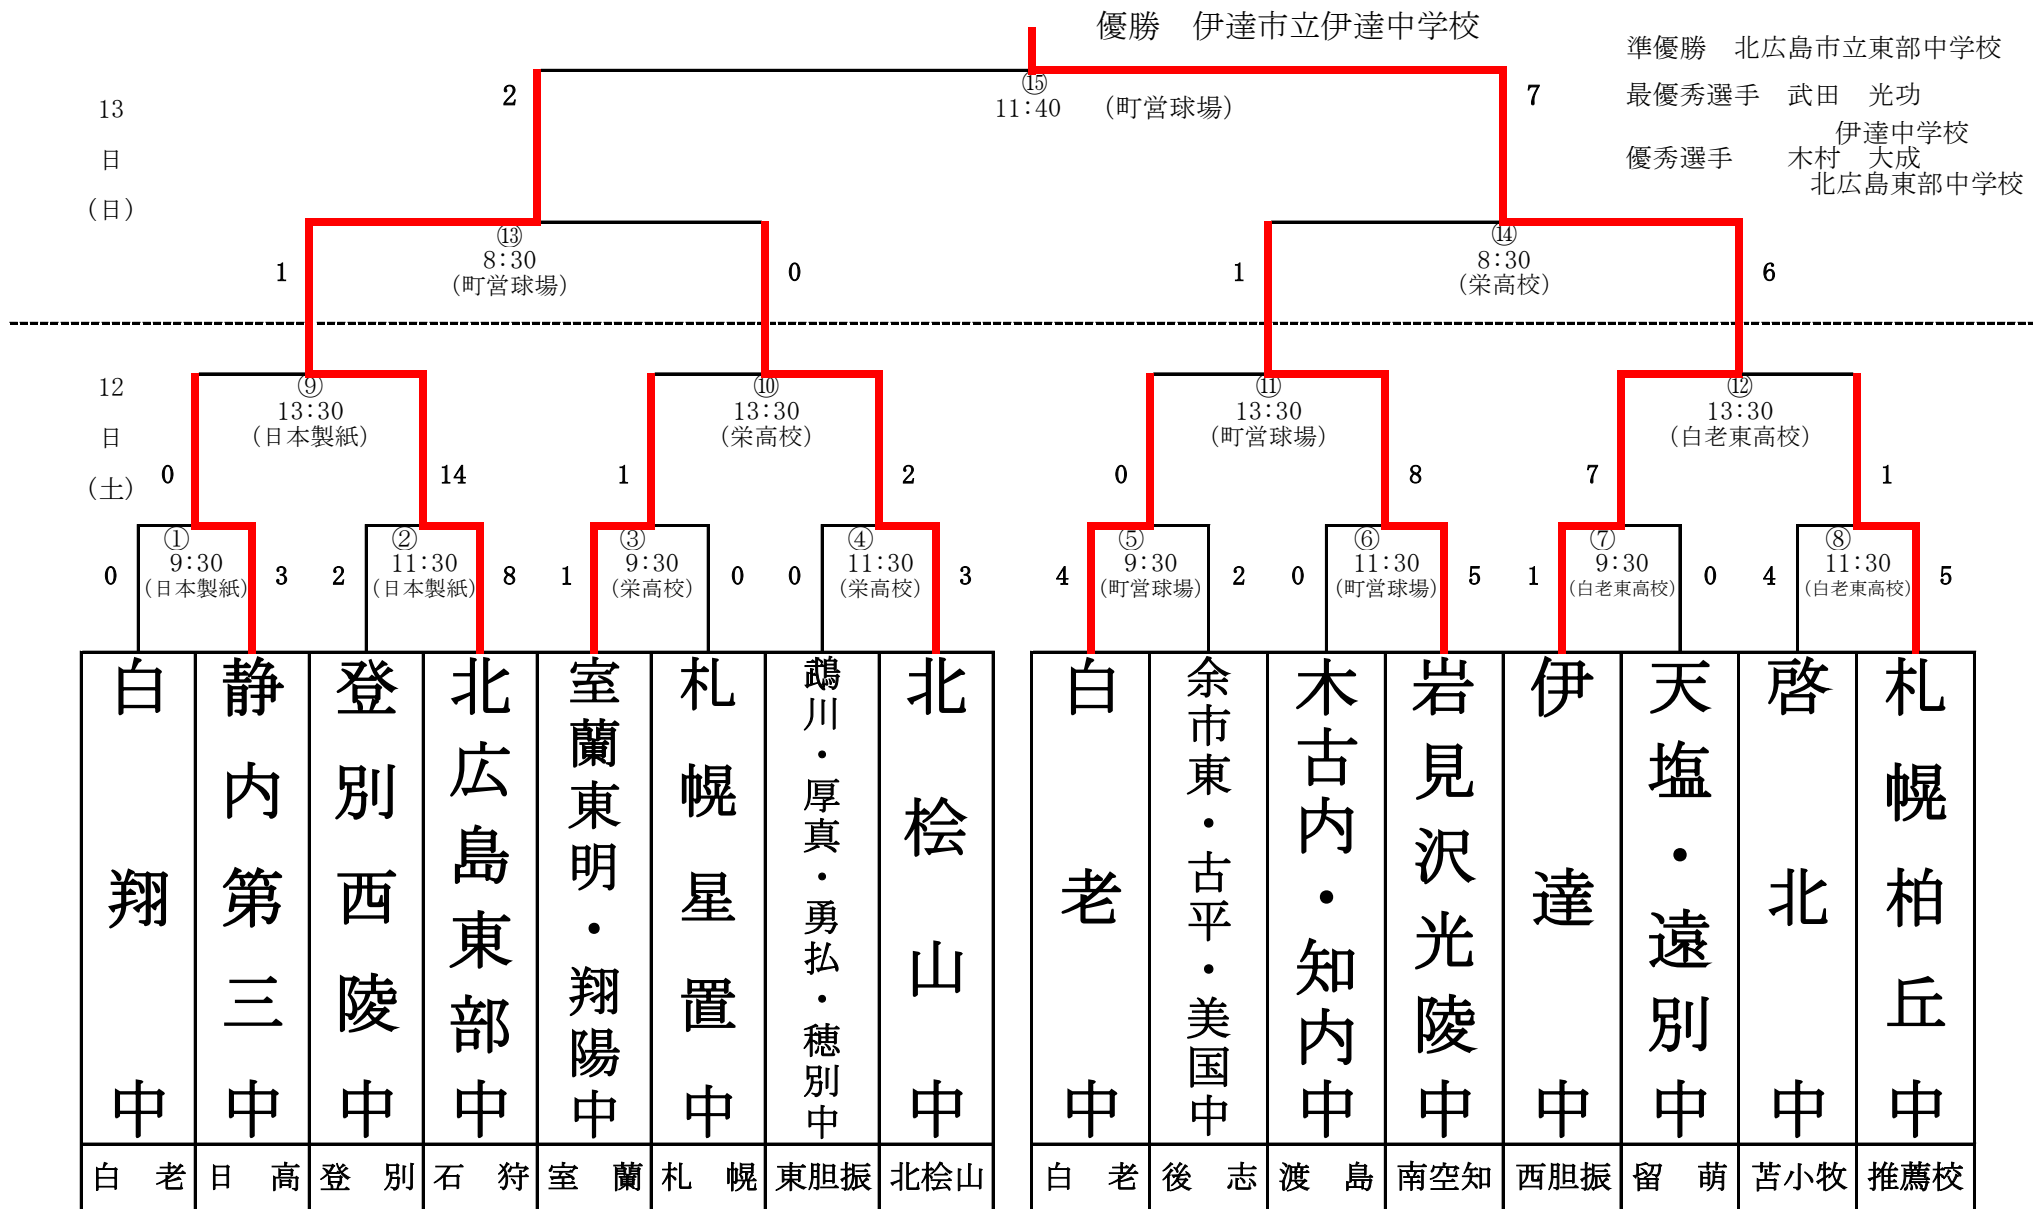 優勝　伊達市立伊達中学校
準優勝　北広島市立東部中学校
最優秀選手　武田　光功
伊達中学校
優秀選手　　木村　大成
北広島東部中学校
13
日
（日）
2
⑮
11:40　（町営球場）
7
1
⑬
8:30
（町営球場）
0
1
⑭
8:30
（栄高校）
6
12
日
（土）
⑨
13:30
（日本製紙）
0
14
⑩
13:30
（栄高校）
1
2
⑪
13:30
（町営球場）
0
8
⑫
13:30
（白老東高校）
7
1
0
①
9:30
（日本製紙）
3
2
②
11:30
（日本製紙）
8
1
③
9:30
（栄高校）
0
0
④
11:30
（栄高校）
3
4
⑤
9:30
（町営球場）
2
0
⑥
11:30
（町営球場）
5
1
⑦
9:30
（白老東高校）
0
4
⑧
11:30
（白老東高校）
5
白翔中
静内第三中
登別西陵中
北広島東部中
室蘭東明・翔陽中
札幌星置中
鵡川・厚真・勇払・穂別中
北桧山中
白老中
余市東・古平・美国中
木古内・知内中
岩見沢光陵中
伊達中
天塩・遠別中
啓北中
札幌柏丘中
白　老
日　高
登　別
石　狩
室　蘭
札　幌
東胆振
北桧山
白　老
後　志
渡　島
南空知
西胆振
留　萌
苫小牧
推薦校